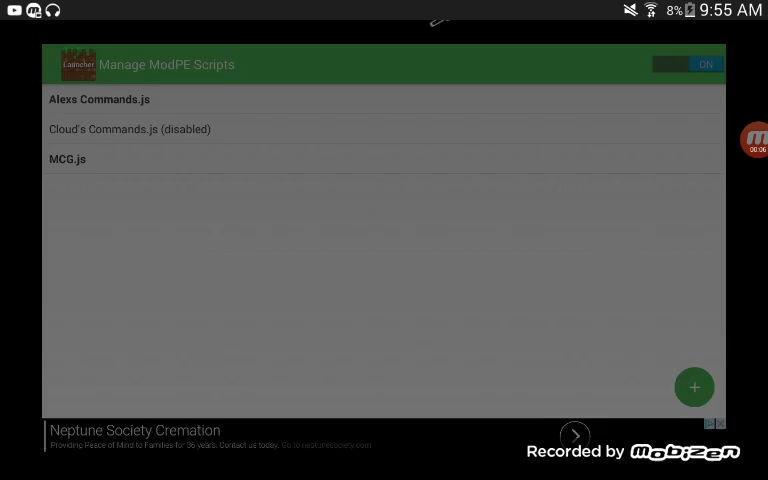 8% 9:55 AM
Launcher Manage ModPE Scripts ON
Alexs Commands.js
Cloud's Commands.js (disabled)
MCG.js
00:06
+
Neptune Society Cremation
Providing Peace of Mind to Families for 36 years. Contact us today. Go to neptunesociety.com
Recorded by mobizen